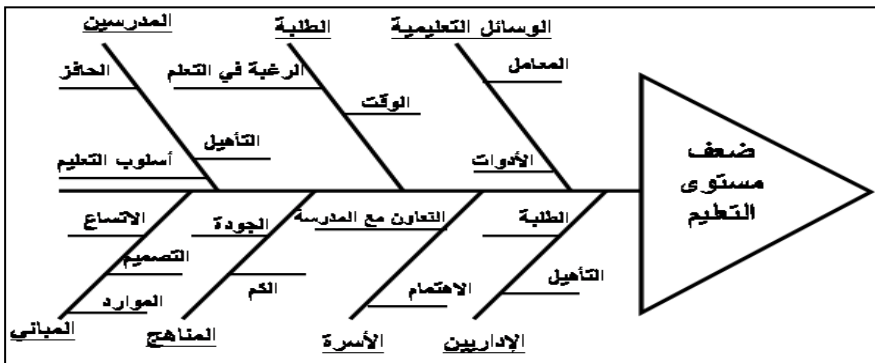 الوسائل التعليمية
الطلبة
المدرسين
المعامل
الرغبة في التعلم
الحافز
الوقت
التأهيل
الأدوات
أسلوب التعليم
ضعف
مستوى
التعليم
الطلبة
التعاون مع المدرسة
الجودة
الاتساع
التأهيل
الاهتمام
الكم
التصميم
الموارد
الإداريين
الأسرة
المناهج
المباني